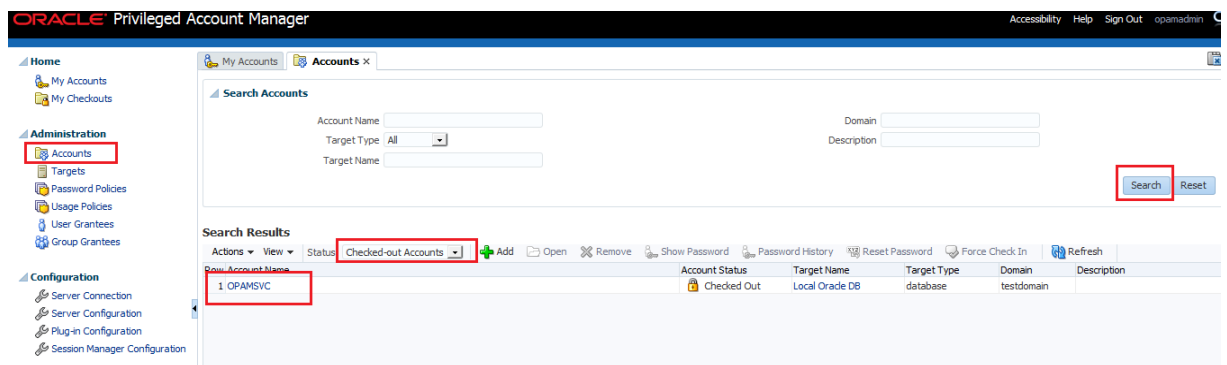 ORACLE® Privileged Account Manager
Accessibility Help Sign Out opamadmin
Home
My Accounts
My Checkouts
Administration
Accounts
Targets
Password Policies
Usage Policies
User Grantees
Group Grantees
Configuration
Server Connection
Server Configuration
Plug-in Configuration
Session Manager Configuration
My Accounts Accounts ×
Search Accounts
Account Name
Target Type All
Target Name
Domain
Description
Search Reset
Search Results
Actions View Status Checked-out Accounts Add Open Remove Show Password Password History Reset Password Force Check In Refresh
Row Account Name Account Status Target Name Target Type Domain Description
1 OPAMSVC Checked Out Local Orade DB database testdomain